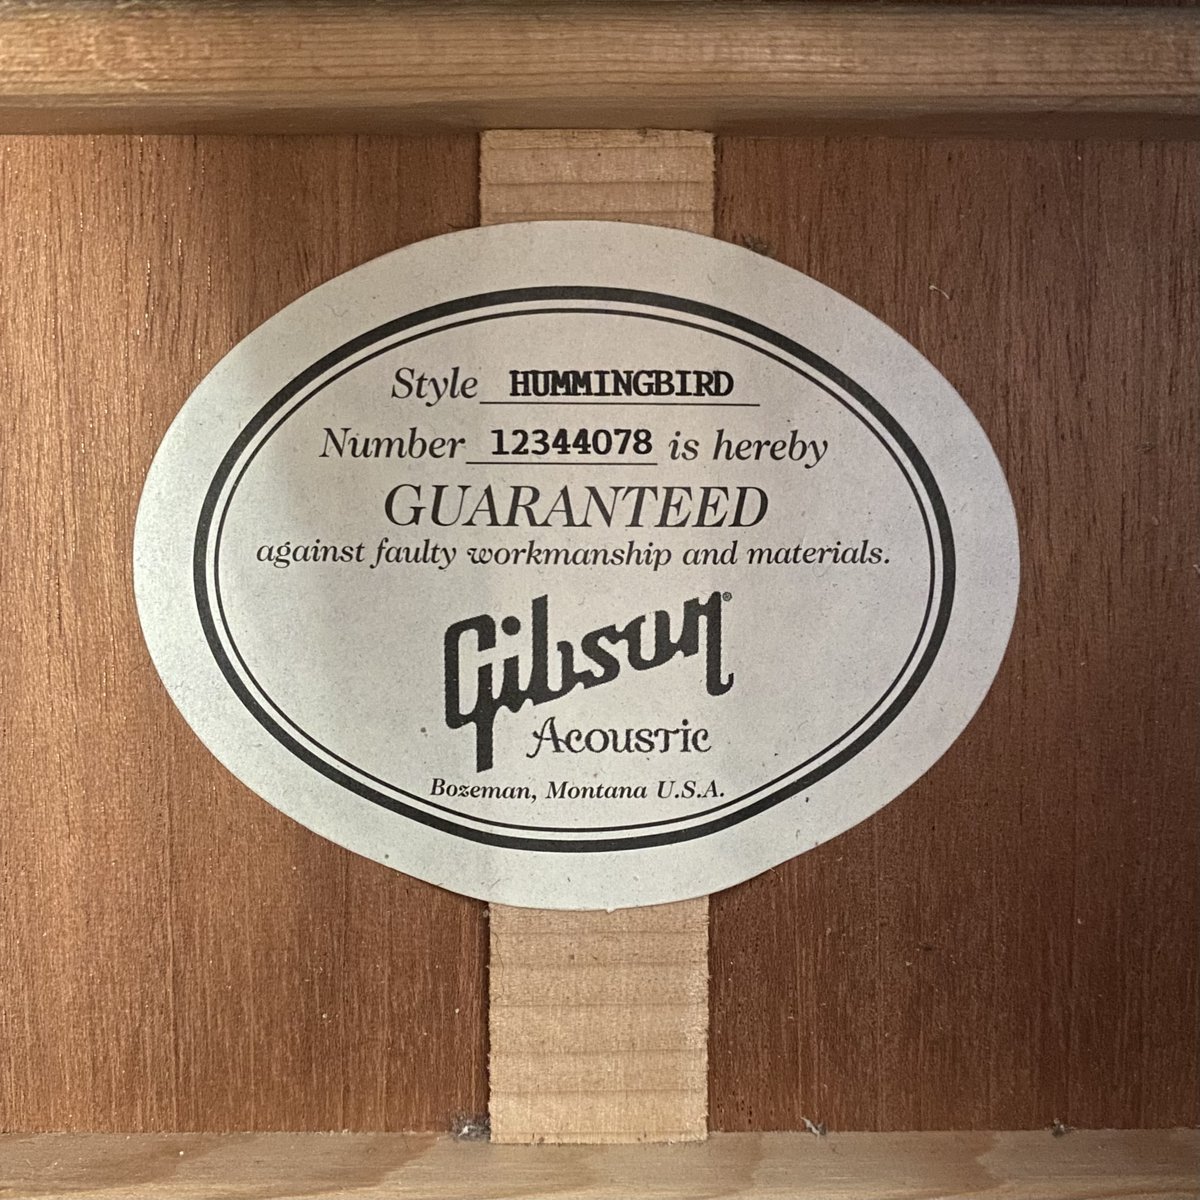 Style HUMMINGBIRD
Number 12344078 is hereby
GUARANTEED
against faulty workmanship and materials.
Gibson®
Acoustic
Bozeman, Montana U.S.A.